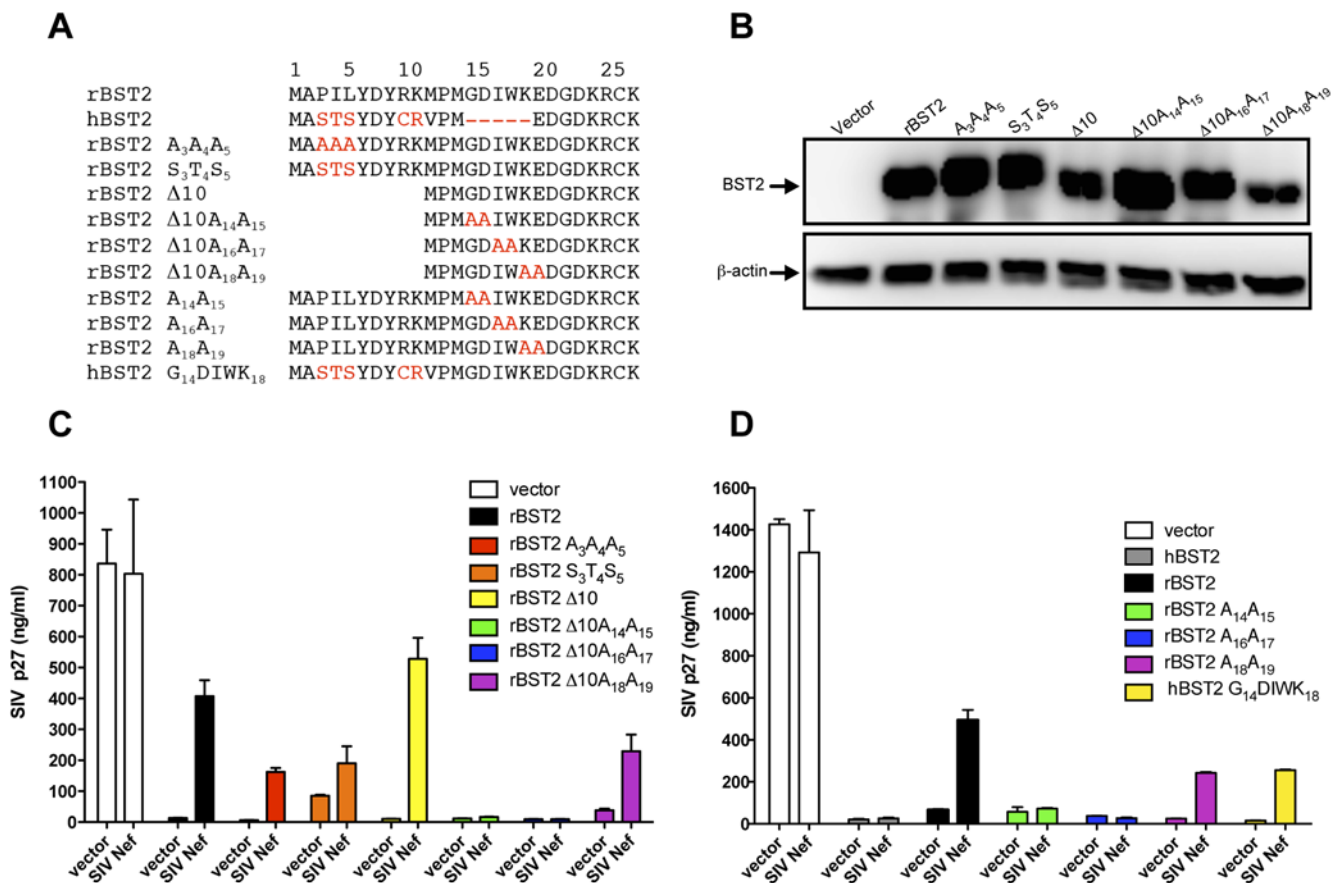 A
1 5 10 15 20 25
rBST2 MAPILYDYRKMPMGDIWKEDGDKRCK
hBST2 MASTSYDYCRVPM-----EDGDKRCK
rBST2 A₃A₄A₅ MAAAAYDYRKMPMGDIWKEDGDKRCK
rBST2 S₃T₄S₅ MASTSYDYRKMPMGDIWKEDGDKRCK
rBST2 Δ10 MPMGDIWKEDGDKRCK
rBST2 Δ10A₁₄A₁₅ MPMAAIWKEDGDKRCK
rBST2 Δ10A₁₆A₁₇ MPMGDAAKEDGDKRCK
rBST2 Δ10A₁₈A₁₉ MPMGDIWAADGDKRCK
rBST2 A₁₄A₁₅ MAPILYDYRKMPMAAIWKEDGDKRCK
rBST2 A₁₆A₁₇ MAPILYDYRKMPMGDAAKEDGDKRCK
rBST2 A₁₈A₁₉ MAPILYDYRKMPMGDIWAADGDKRCK
hBST2 G₁₄DIWK₁₈ MASTSYDYCRVPMGDIWKEDGDKRCK
B
Vector rBST2 A₃A₄A₅ S₃T₄S₅ Δ10 Δ10A₁₄A₁₅ Δ10A₁₆A₁₇ Δ10A₁₈A₁₉
BST2
β-actin
C
SIV p27 (ng/ml)
1100
1000
900
800
700
600
500
400
300
200
100
0
vector
rBST2
rBST2 A₃A₄A₅
rBST2 S₃T₄S₅
rBST2 Δ10
rBST2 Δ10A₁₄A₁₅
rBST2 Δ10A₁₆A₁₇
rBST2 Δ10A₁₈A₁₉
vector SIV Nef vector SIV Nef vector SIV Nef vector SIV Nef vector SIV Nef vector SIV Nef vector SIV Nef vector SIV Nef
D
SIV p27 (ng/ml)
1600
1400
1200
1000
800
600
400
200
0
vector
hBST2
rBST2
rBST2 A₁₄A₁₅
rBST2 A₁₆A₁₇
rBST2 A₁₈A₁₉
hBST2 G₁₄DIWK₁₈
vector SIV Nef vector SIV Nef vector SIV Nef vector SIV Nef vector SIV Nef vector SIV Nef vector SIV Nef